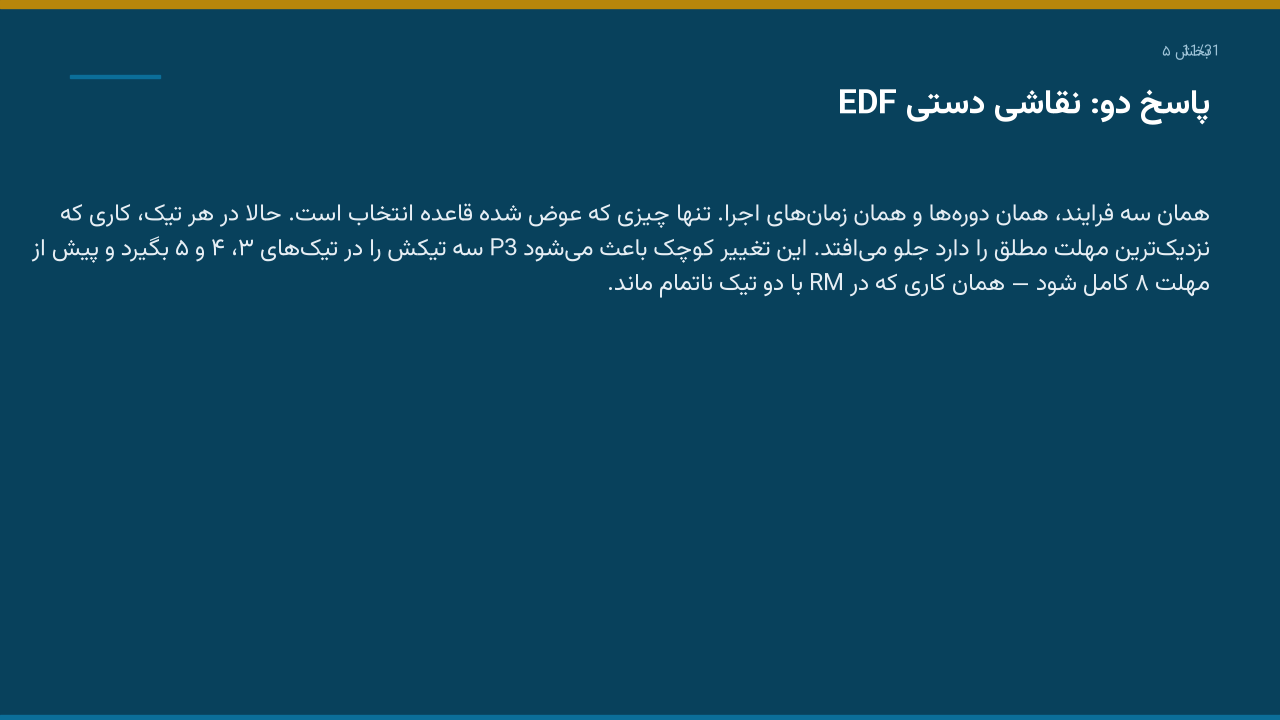 بخش ۵
11/31
پاسخ دو: نقاشی دستی EDF
همان سه فرایند، همان دوره‌ها و همان زمان‌های اجرا. تنها چیزی که عوض شده قاعده انتخاب است. حالا در هر تیک، کاری که
نزدیک‌ترین مهلت مطلق را دارد جلو می‌افتد. این تغییر کوچک باعث می‌شود P3 سه تیکش را در تیک‌های ۳، ۴ و ۵ بگیرد و پیش از
مهلت ۸ کامل شود — همان کاری که در RM با دو تیک ناتمام ماند.